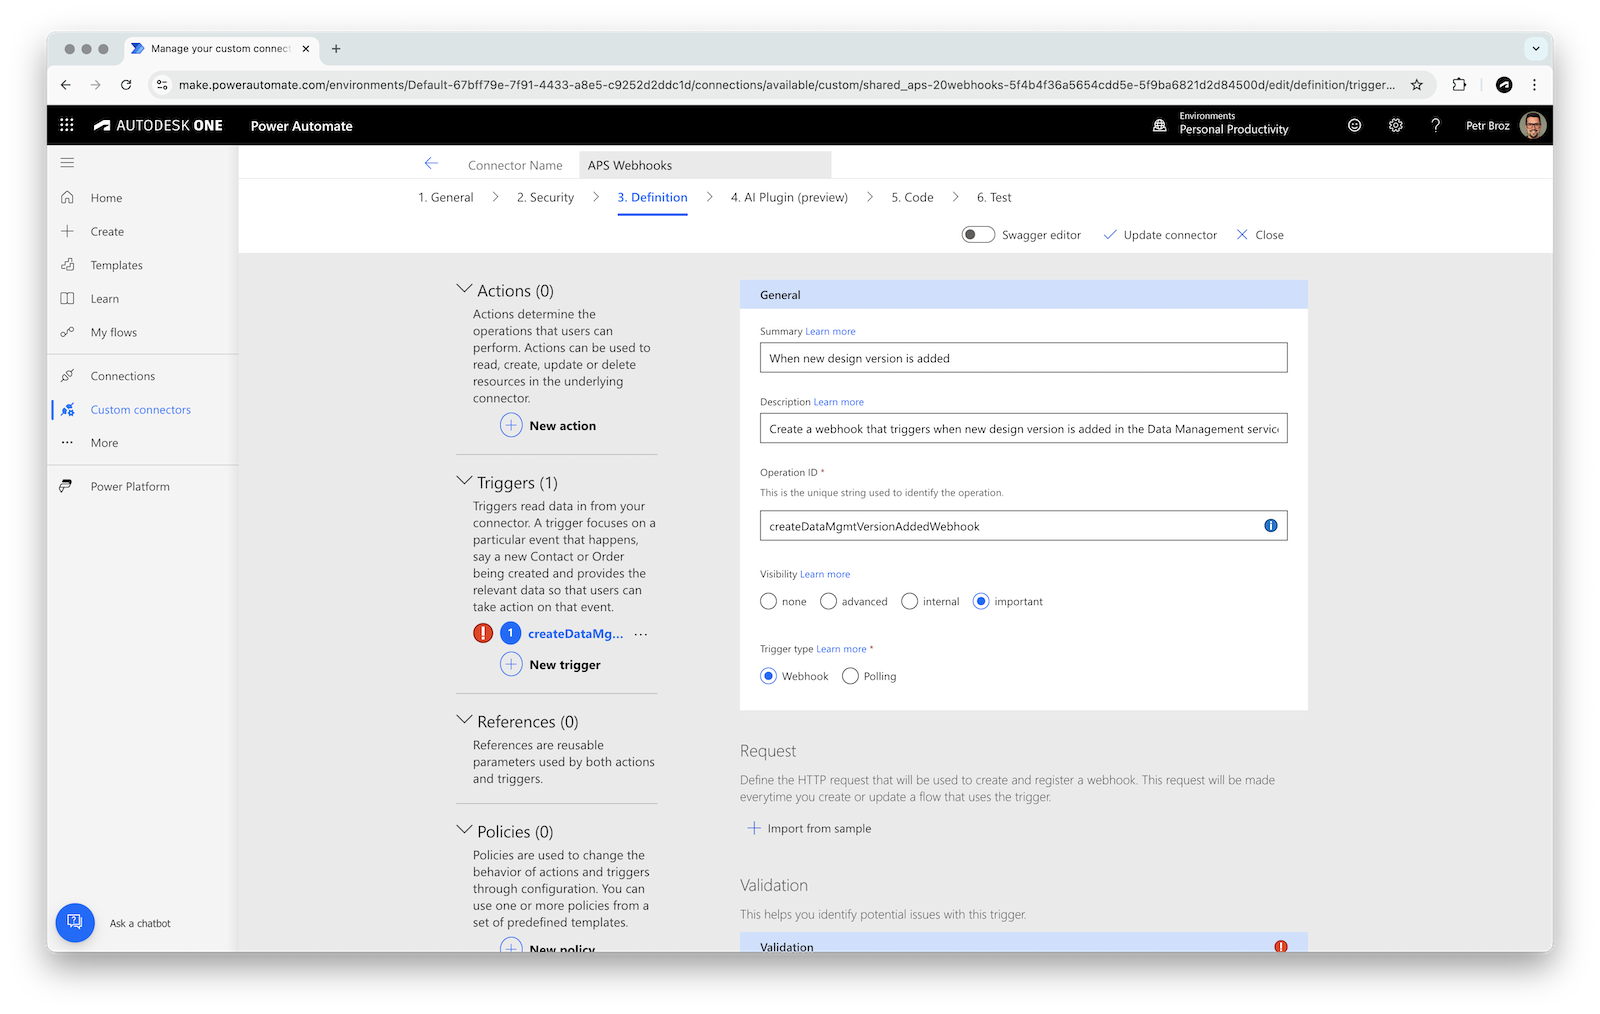 Manage your custom connect
make.powerautomate.com/environments/Default-67bff79e-7f91-4433-a8e5-c9252d2ddc1d/connections/available/custom/shared_aps-20webhooks-5f4b4f36a5654cdd5e-5f9ba6821d2d84500d/edit/definition/trigger...
AUTODESK ONE
Power Automate
Environments
Personal Productivity
Petr Broz
Connector Name
APS Webhooks
1. General
2. Security
3. Definition
4. AI Plugin (preview)
5. Code
6. Test
Swagger editor
Update connector
Close
Home
Create
Templates
Learn
My flows
Connections
Custom connectors
More
Power Platform
Ask a chatbot
Actions (0)
Actions determine the
operations that users can
perform. Actions can be used to
read, create, update or delete
resources in the underlying
connector.
New action
Triggers (1)
Triggers read data in from your
connector. A trigger focuses on a
particular event that happens,
say a new Contact or Order
being created and provides the
relevant data so that users can
take action on that event.
1 createDataMg... ...
New trigger
References (0)
References are reusable
parameters used by both actions
and triggers.
Policies (0)
Policies are used to change the
behavior of actions and triggers
through configuration. You can
use one or more policies from a
set of predefined templates.
New policy
General
Summary Learn more
When new design version is added
Description Learn more
Create a webhook that triggers when new design version is added in the Data Management servic
Operation ID *
This is the unique string used to identify the operation.
createDataMgmtVersionAddedWebhook
Visibility Learn more
none
advanced
internal
important
Trigger type Learn more *
Webhook
Polling
Request
Define the HTTP request that will be used to create and register a webhook. This request will be made
everytime you create or update a flow that uses the trigger.
Import from sample
Validation
This helps you identify potential issues with this trigger.
Validation